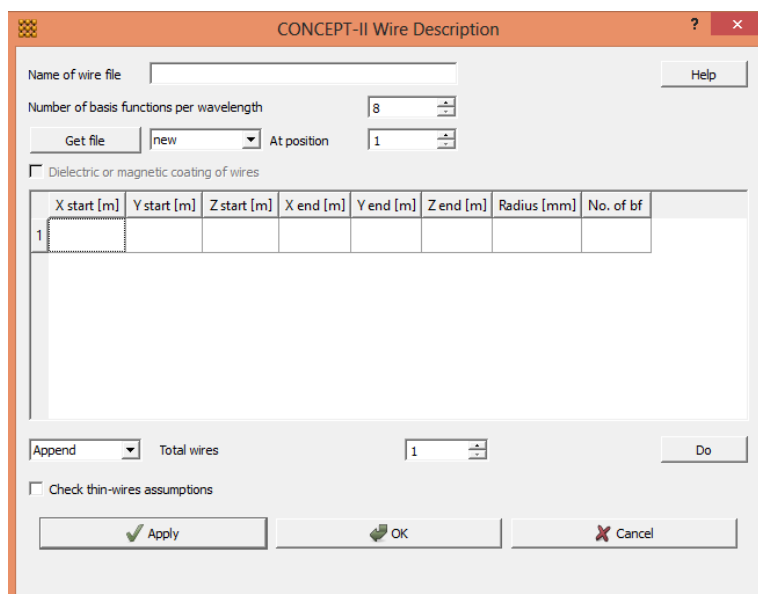 CONCEPT-II Wire Description ? ×
Name of wire file Help
Number of basis functions per wavelength 8
Get file new At position 1
Dielectric or magnetic coating of wires
X start [m] Y start [m] Z start [m] X end [m] Y end [m] Z end [m] Radius [mm] No. of bf
1
Append Total wires 1 Do
Check thin-wires assumptions
Apply OK Cancel